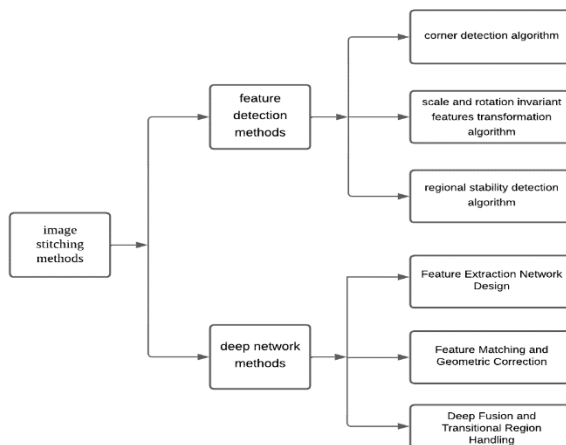 corner detection algorithm
feature
detection
methods
scale and rotation invariant
features transformation
algorithm
regional stability detection
algorithm
image
stitching
methods
Feature Extraction Network
Design
deep network
methods
Feature Matching and
Geometric Correction
Deep Fusion and
Transitional Region
Handling